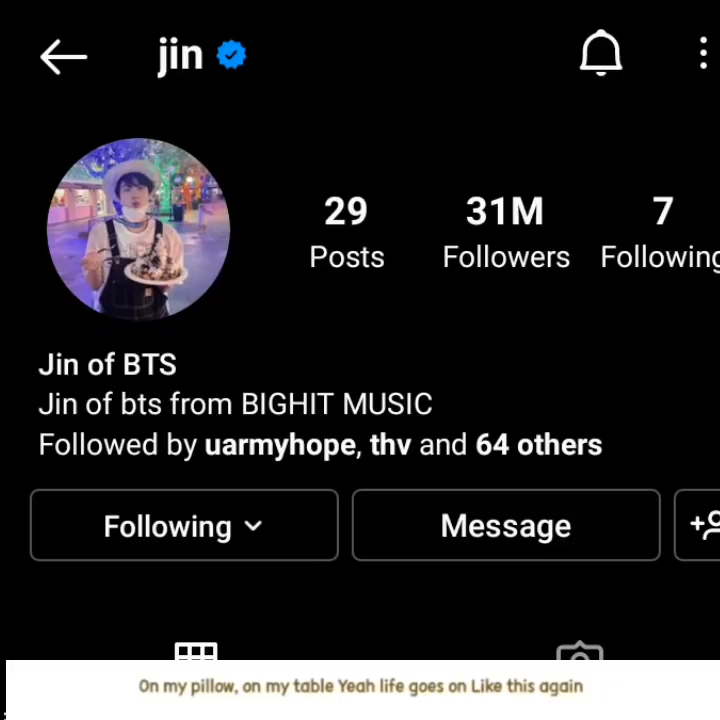 jin
29 31M 7
Posts Followers Following
Jin of BTS
Jin of bts from BIGHIT MUSIC
Followed by uarmyhope, thv and 64 others
Following Message
On my pillow, on my table Yeah life goes on Like this again